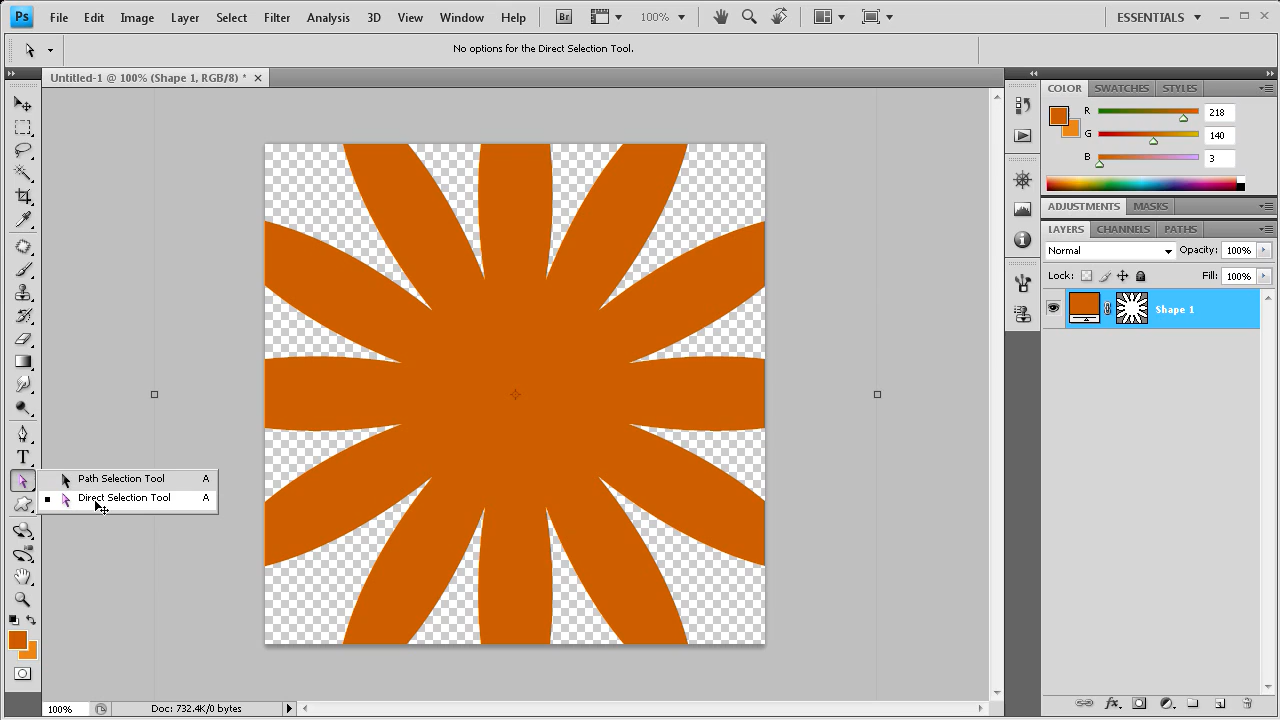 Ps File Edit Image Layer Select Filter Analysis 3D View Window Help Br 100% ESSENTIALS
No options for the Direct Selection Tool.
Untitled-1 @ 100% (Shape 1, RGB/8) *
COLOR SWATCHES STYLES
R 218
G 140
B 3
ADJUSTMENTS MASKS
LAYERS CHANNELS PATHS
Normal Opacity: 100%
Lock: Fill: 100%
Shape 1
T
Path Selection Tool A
Direct Selection Tool A
100% Doc: 732.4K/0 bytes
fx